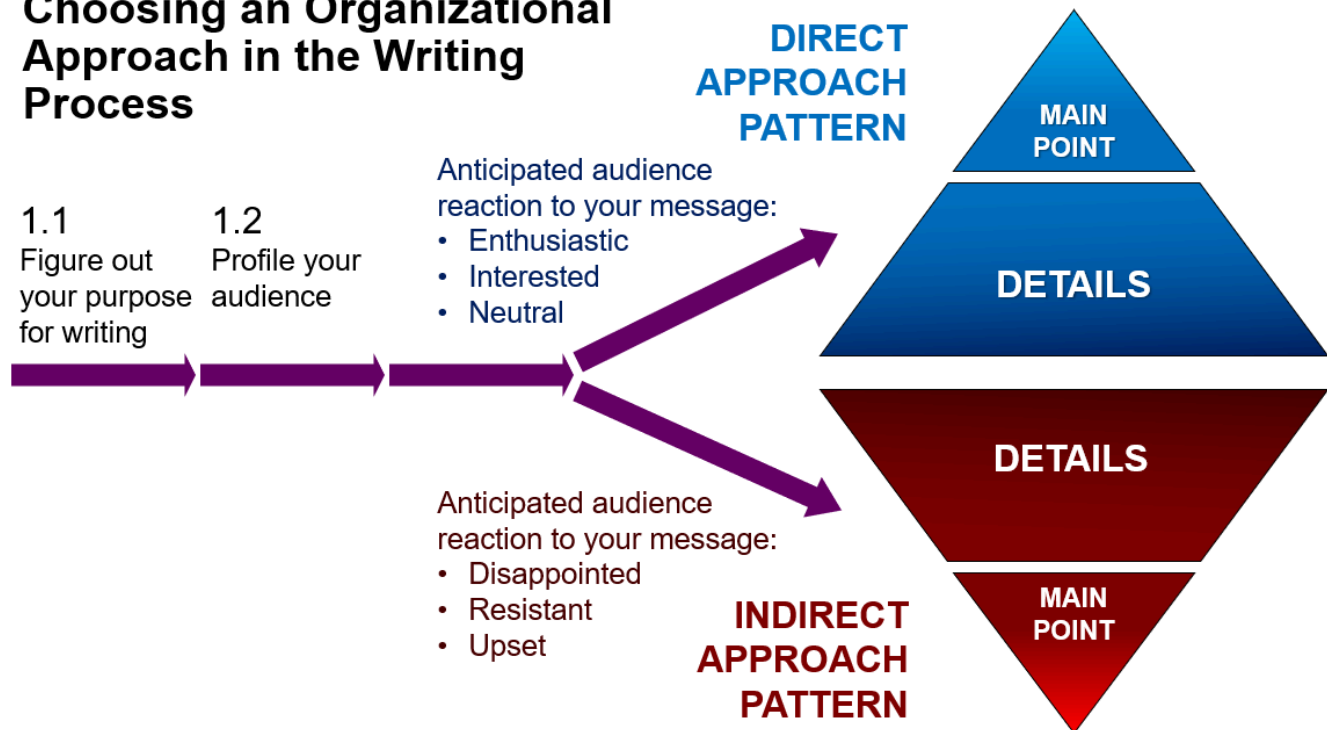 Choosing an Organizational
Approach in the Writing
Process
1.1
Figure out
your purpose
for writing
1.2
Profile your
audience
Anticipated audience
reaction to your message:
• Enthusiastic
• Interested
• Neutral
DIRECT
APPROACH
PATTERN
MAIN
POINT
DETAILS
Anticipated audience
reaction to your message:
• Disappointed
• Resistant
• Upset
INDIRECT
APPROACH
PATTERN
DETAILS
MAIN
POINT